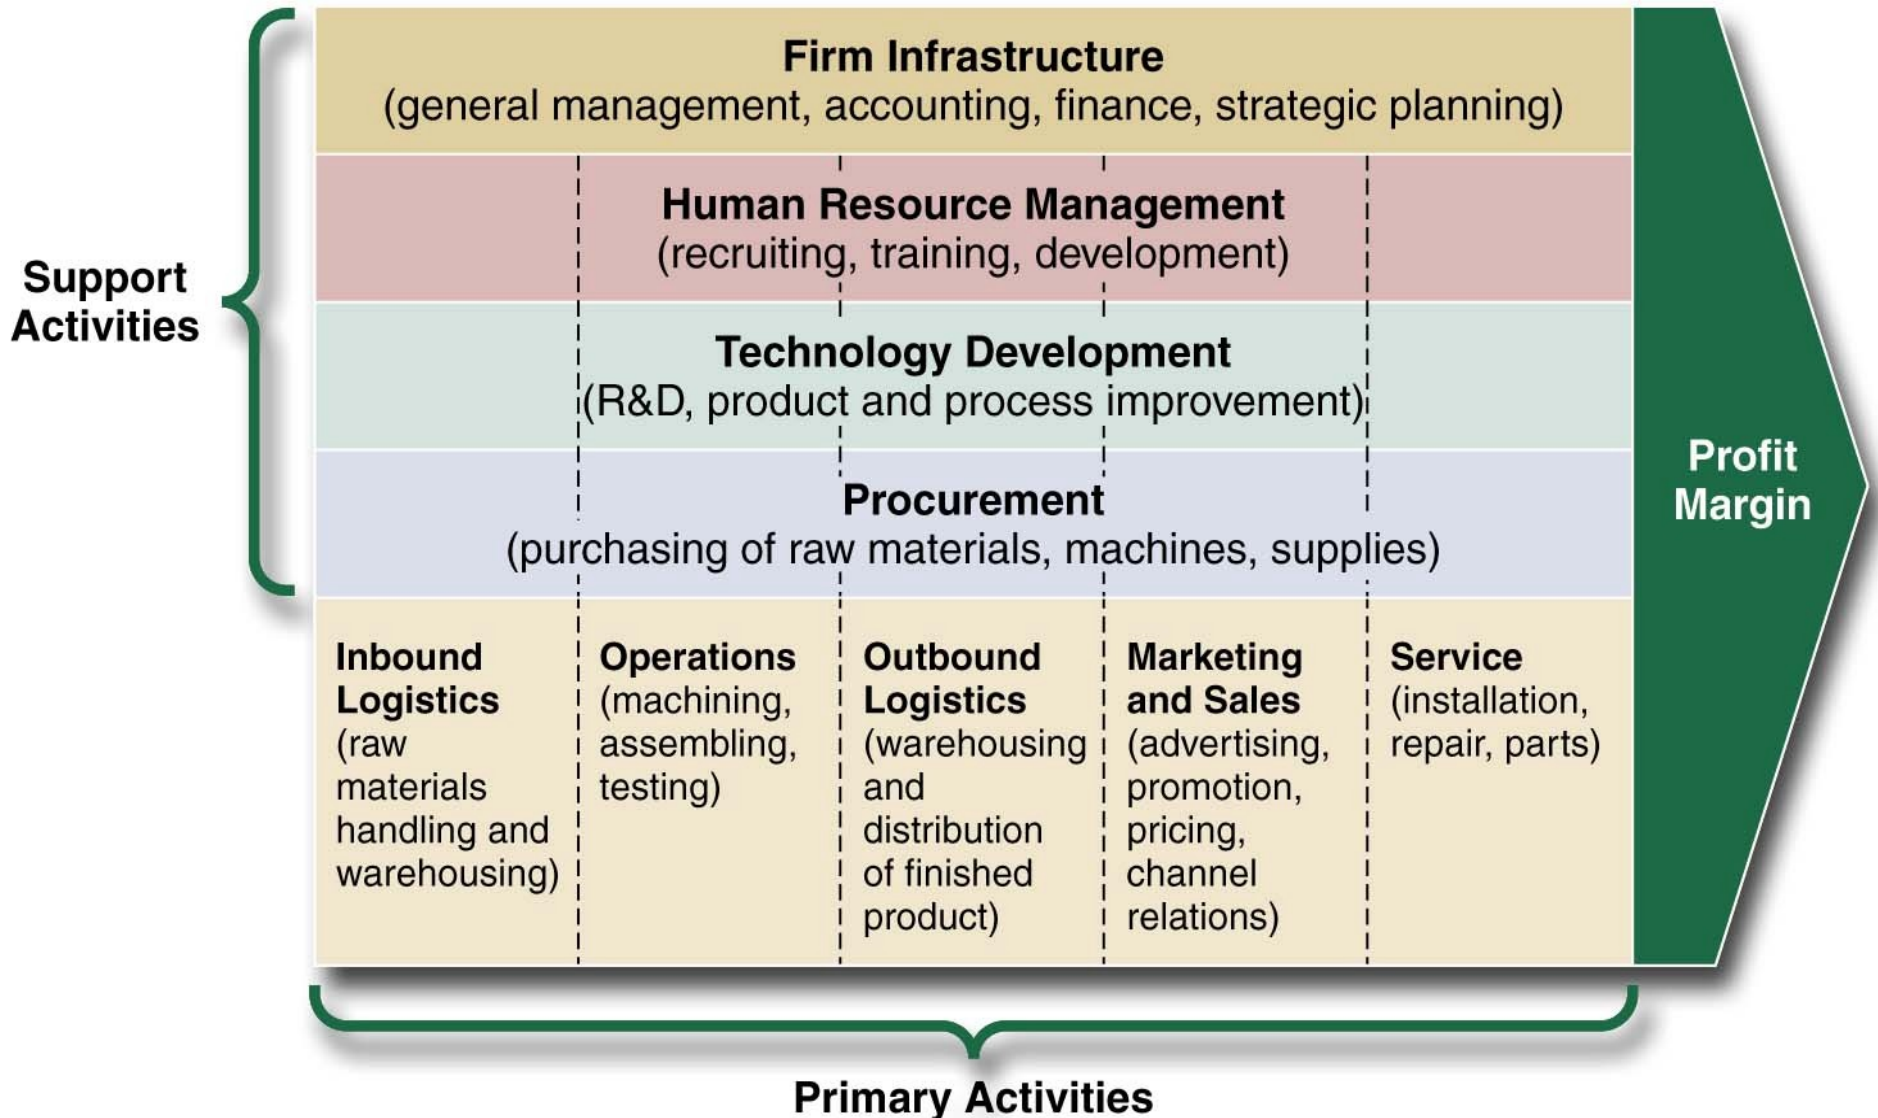 Firm Infrastructure
(general management, accounting, finance, strategic planning)
Human Resource Management
(recruiting, training, development)
Support
Activities
Technology Development
(R&D, product and process improvement)
Procurement
(purchasing of raw materials, machines, supplies)
Inbound
Logistics
(raw
materials
handling and
warehousing)
Operations
(machining,
assembling,
testing)
Outbound
Logistics
(warehousing
and
distribution
of finished
product)
Marketing
and Sales
(advertising,
promotion,
pricing,
channel
relations)
Service
(installation,
repair, parts)
Profit
Margin
Primary Activities